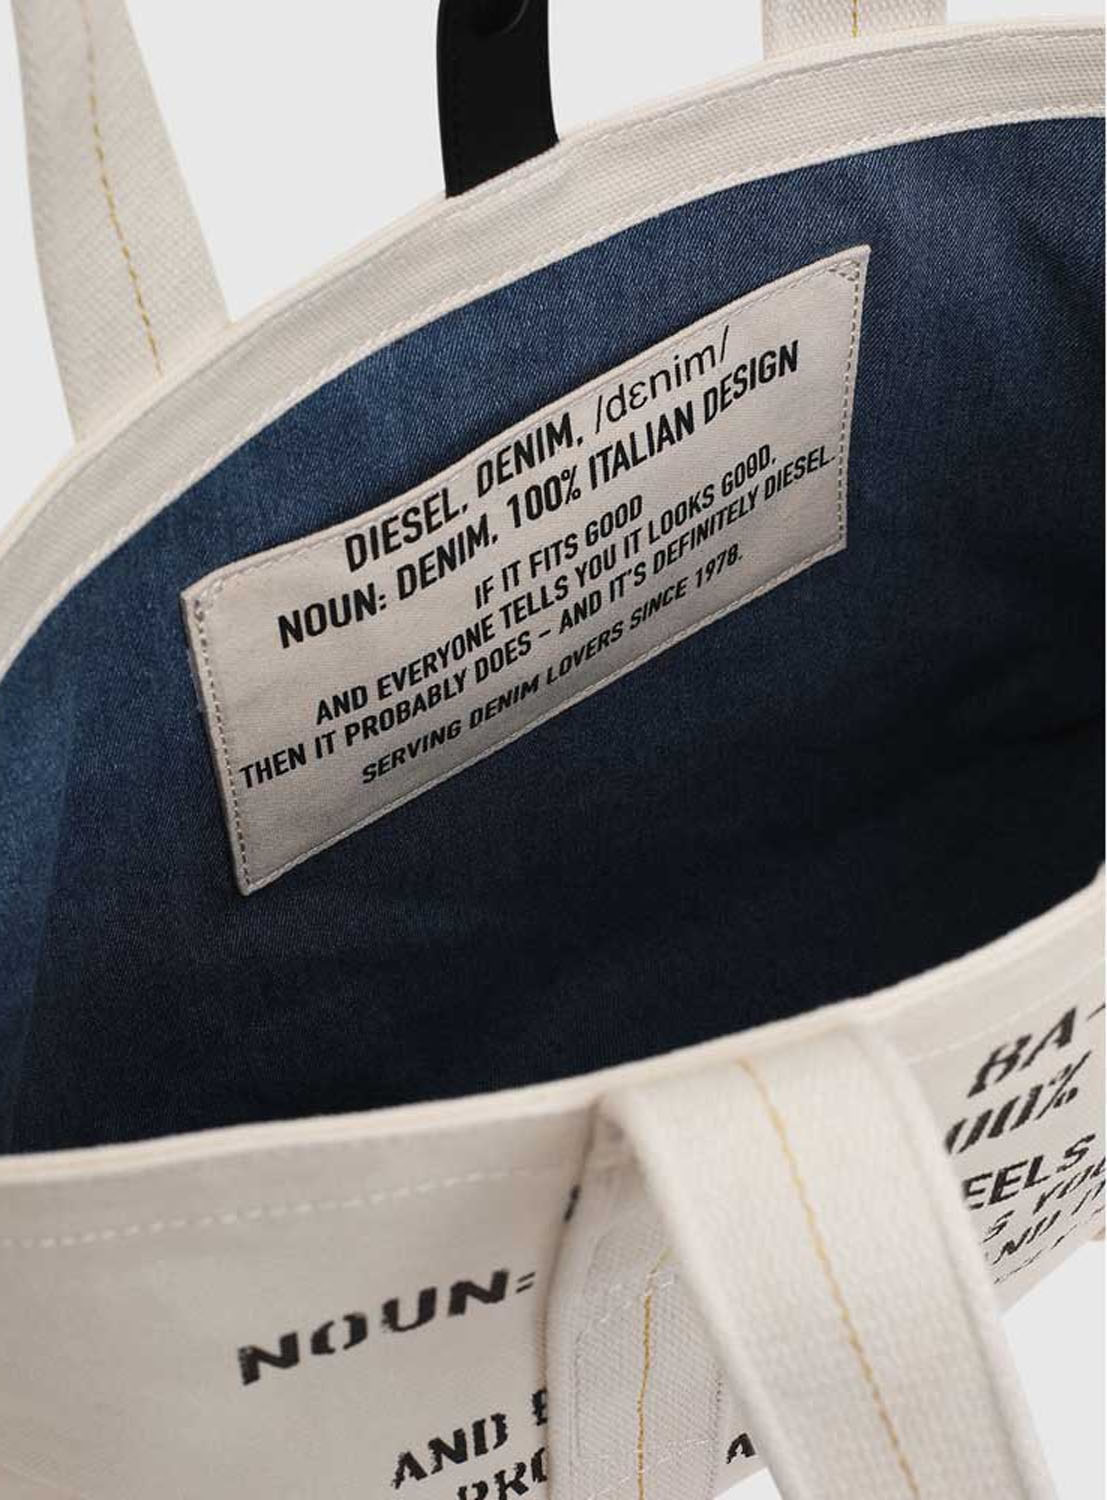 DIESEL, DENIM, /dɛnim/
NOUN: DENIM, 100% ITALIAN DESIGN
IF IT FITS GOOD
AND EVERYONE TELLS YOU IT LOOKS GOOD,
THEN IT PROBABLY DOES – AND IT'S DEFINITELY DIESEL.
SERVING DENIM LOVERS SINCE 1978.
NOUN:
AND